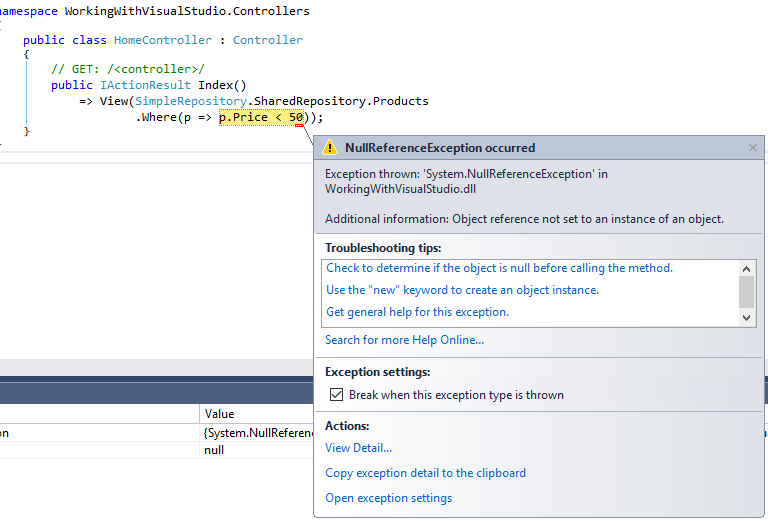 namespace WorkingWithVisualStudio.Controllers
{
public class HomeController : Controller
{
// GET: /<controller>/
public IActionResult Index()
=> View(SimpleRepository.SharedRepository.Products
.Where(p => p.Price < 50));
}
}
NullReferenceException occurred
Exception thrown: 'System.NullReferenceException' in
WorkingWithVisualStudio.dll
Additional information: Object reference not set to an instance of an object.
Troubleshooting tips:
Check to determine if the object is null before calling the method.
Use the "new" keyword to create an object instance.
Get general help for this exception.
Search for more Help Online...
Exception settings:
Break when this exception type is thrown
Actions:
View Detail...
Copy exception detail to the clipboard
Open exception settings
Value
on {System.NullReferenc
null